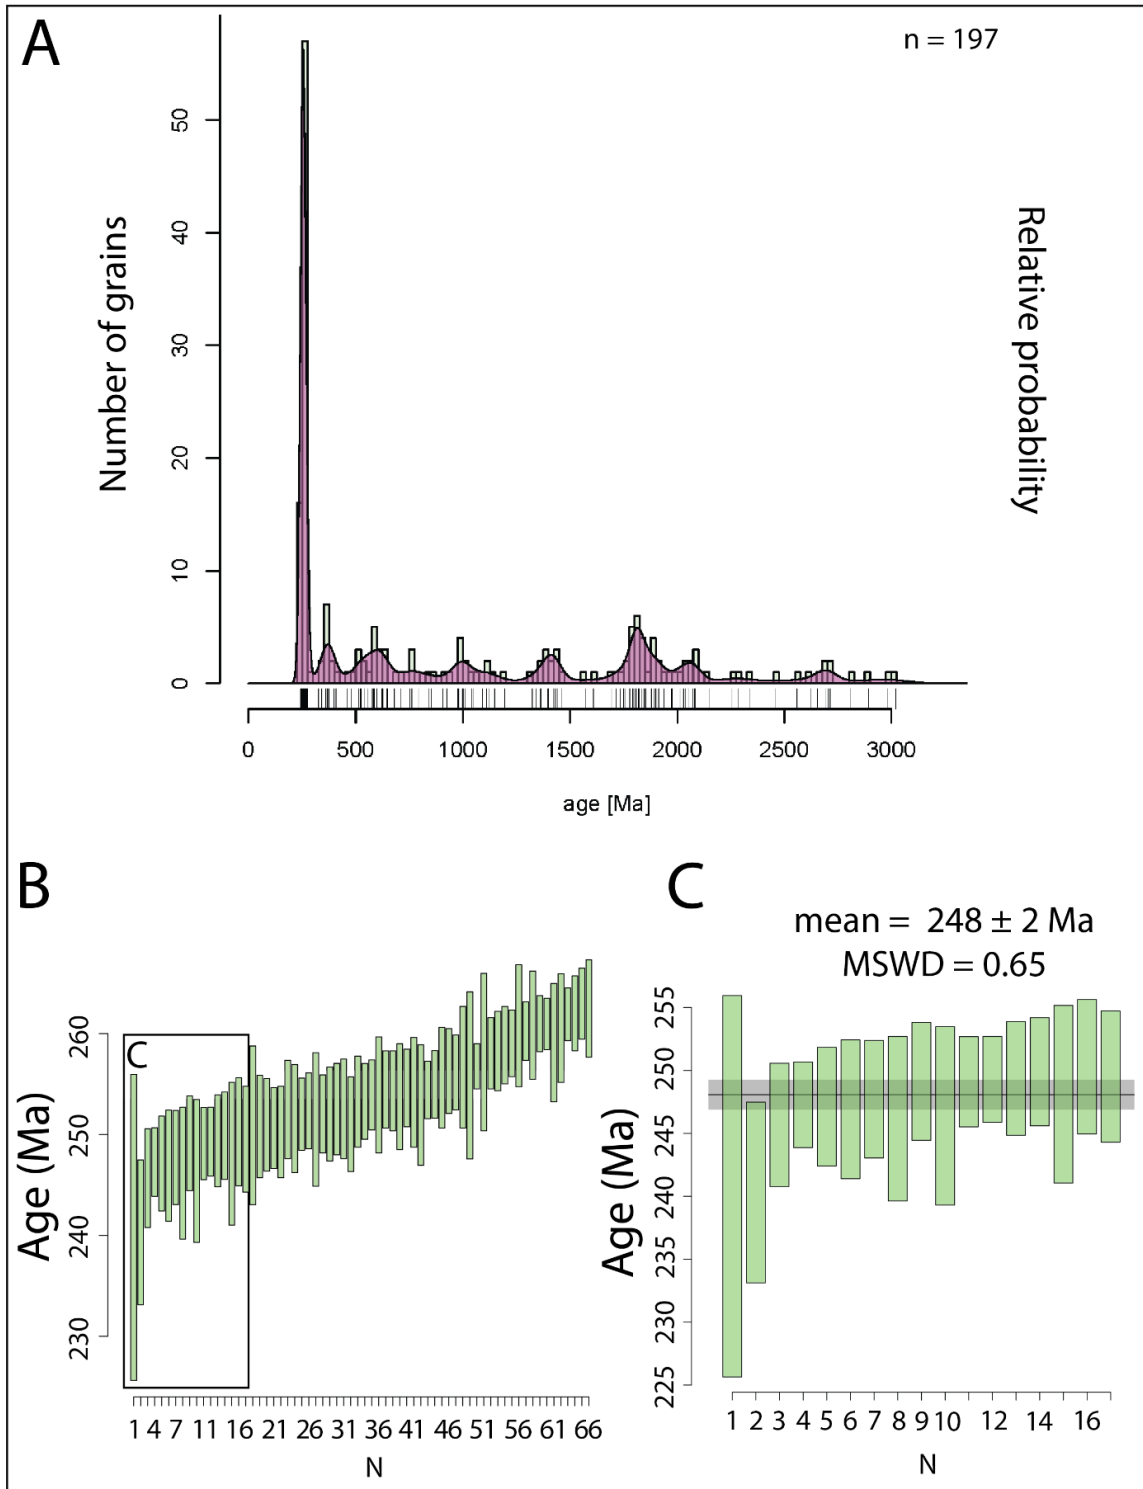 A
n = 197
Number of grains
50
40
30
20
10
0
Relative probability
0 500 1000 1500 2000 2500 3000
age [Ma]
B
C
Age (Ma)
260
250
240
230
1 4 7 11 16 21 26 31 36 41 46 51 56 61 66
N
C
mean = 248 ± 2 Ma
MSWD = 0.65
Age (Ma)
255
250
245
240
235
230
225
1 2 3 4 5 6 7 8 9 10 12 14 16
N